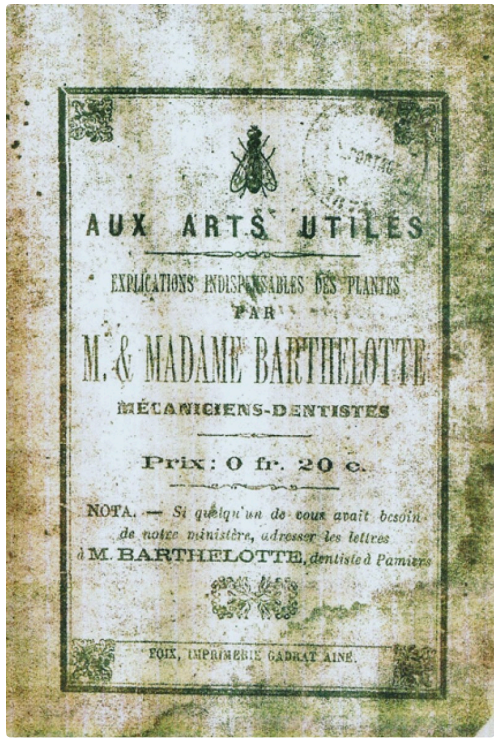 AUX ARTS UTILES
EXPLICATIONS INDISPENSABLES DES PLANTES
PAR
M. & MADAME BARTHELOTTE
MÉCANICIENS-DENTISTES
Prix: 0 fr. 20 c.
NOTA. — Si quelqu'un de vous avait besoin
de notre ministère, adresser les lettres
à M. BARTHELOTTE, dentiste à Pamiers
FOIX, IMPRIMERIE GADRAT AINÉ.